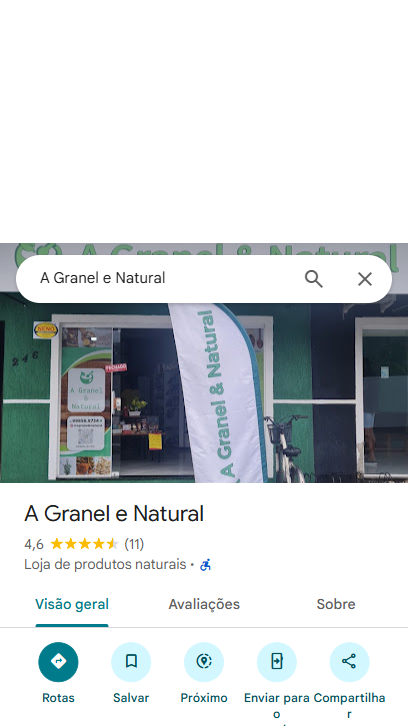 A Granel & Natural
A Granel e Natural
246
A Granel
&
Natural
A Granel & Natural
A Granel e Natural
4,6
(11)
Loja de produtos naturais ·
Visão geral
Avaliações
Sobre
Rotas
Salvar
Próximo
Enviar para
o
Compartilha
r